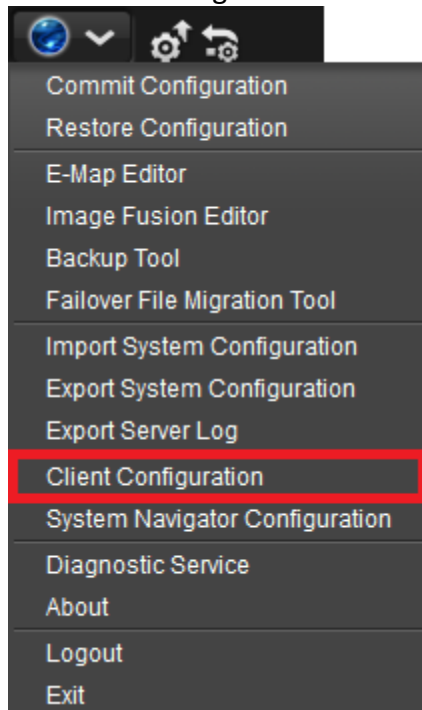 Commit Configuration
Restore Configuration
E-Map Editor
Image Fusion Editor
Backup Tool
Failover File Migration Tool
Import System Configuration
Export System Configuration
Export Server Log
Client Configuration
System Navigator Configuration
Diagnostic Service
About
Logout
Exit